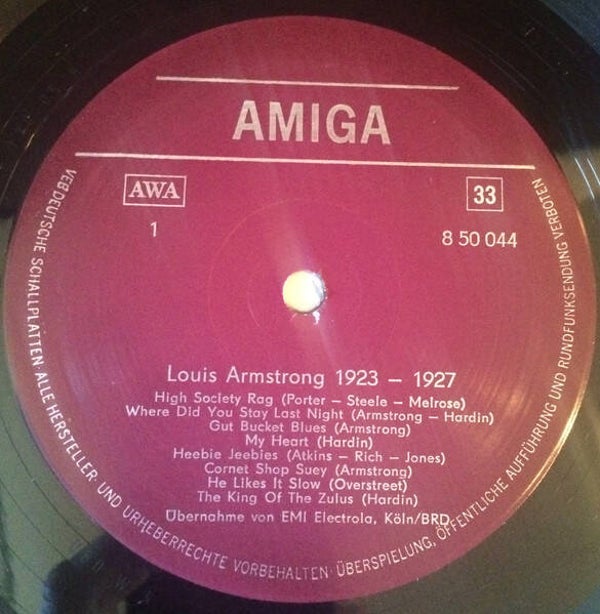 AMIGA
AWA
33
1
8 50 044
Louis Armstrong 1923 – 1927
High Society Rag (Porter – Steele – Melrose)
Where Did You Stay Last Night (Armstrong – Hardin)
Gut Bucket Blues (Armstrong)
My Heart (Hardin)
Heebie Jeebies (Atkins – Rich – Jones)
Cornet Shop Suey (Armstrong)
He Likes It Slow (Overstreet)
The King Of The Zulus (Hardin)
Übernahme von EMI Electrola, Köln/BRD
VEB DEUTSCHE SCHALLPLATTEN · ALLE HERSTELLER- UND URHEBERRECHTE VORBEHALTEN · ÜBERSPIELUNG, ÖFFENTLICHE AUFFÜHRUNG UND RUNDFUNKSENDUNG VERBOTEN